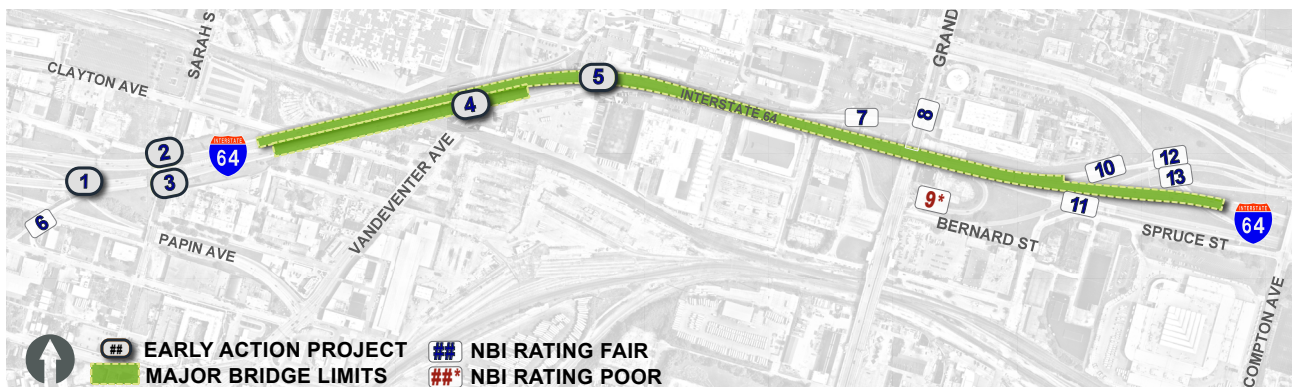 CLAYTON AVE
SARAH S
GRAND
INTERSTATE 64
VANDEVENTER AVE
PAPIN AVE
BERNARD ST
SPRUCE ST
COMPTON AVE
1
2
3
INTERSTATE
64
4
5
6
7
8
9*
10
11
12
13
INTERSTATE
64
## EARLY ACTION PROJECT
MAJOR BRIDGE LIMITS
## NBI RATING FAIR
##* NBI RATING POOR